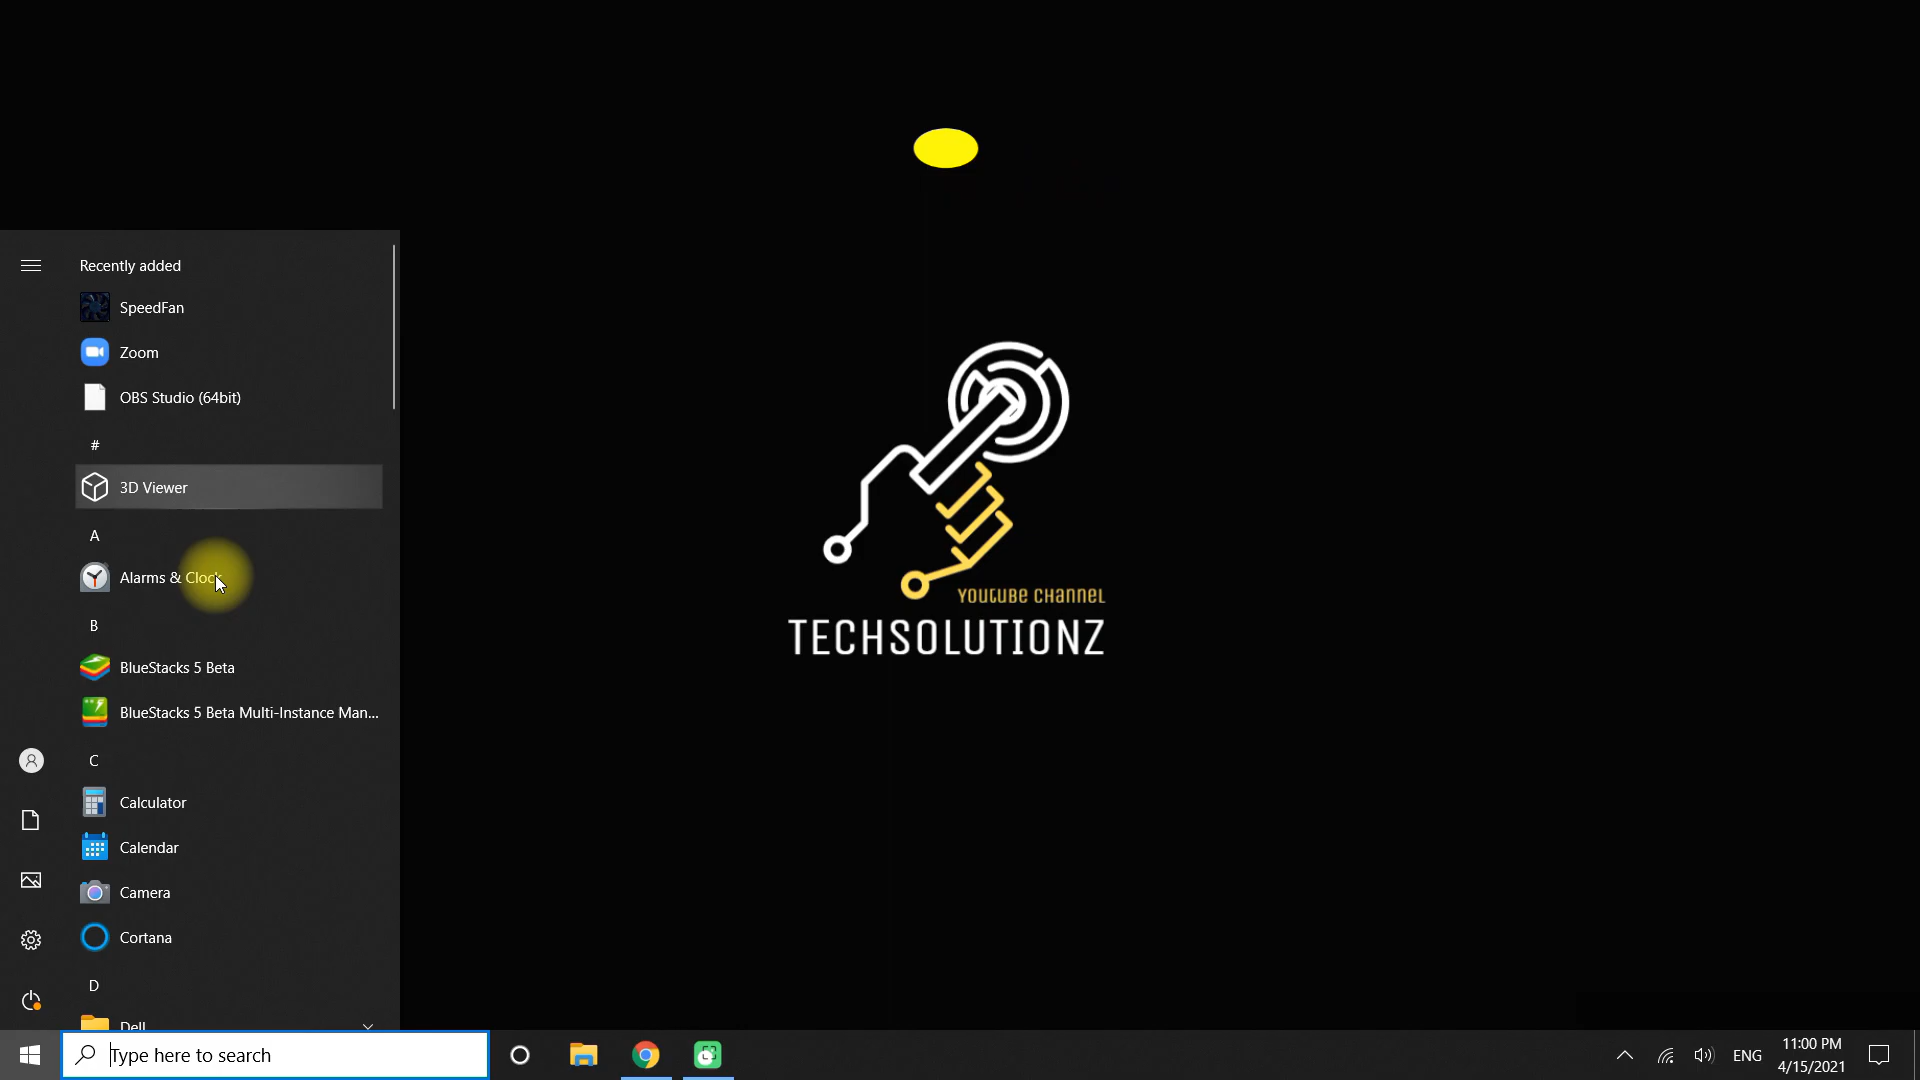 Recently added
SpeedFan
Zoom
OBS Studio (64bit)
#
3D Viewer
A
Alarms & Clock
B
BlueStacks 5 Beta
BlueStacks 5 Beta Multi-Instance Man...
C
Calculator
Calendar
Camera
Cortana
D
Dell
Type here to search
YOUTUBE CHANNEL
TECHSOLUTIONZ
ENG
11:00 PM
4/15/2021